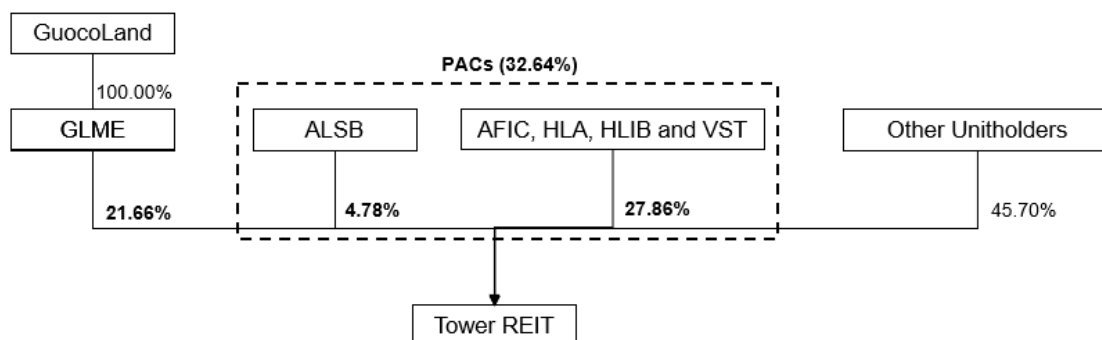 GuocoLand
PACs (32.64%)
100.00%
GLME
ALSB
AFIC, HLA, HLIB and VST
Other Unitholders
21.66%
4.78%
27.86%
45.70%
Tower REIT